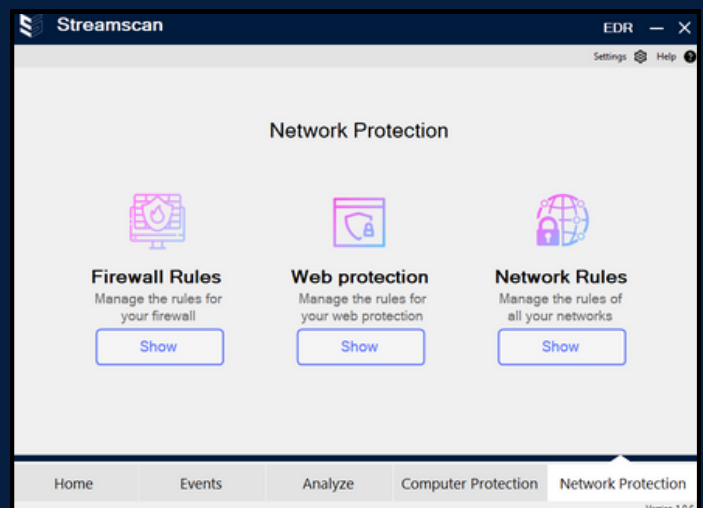 Streamscan
EDR
Settings Help
Network Protection
Firewall Rules
Manage the rules for
your firewall
Show
Web protection
Manage the rules for
your web protection
Show
Network Rules
Manage the rules of
all your networks
Show
Home Events Analyze Computer Protection Network Protection